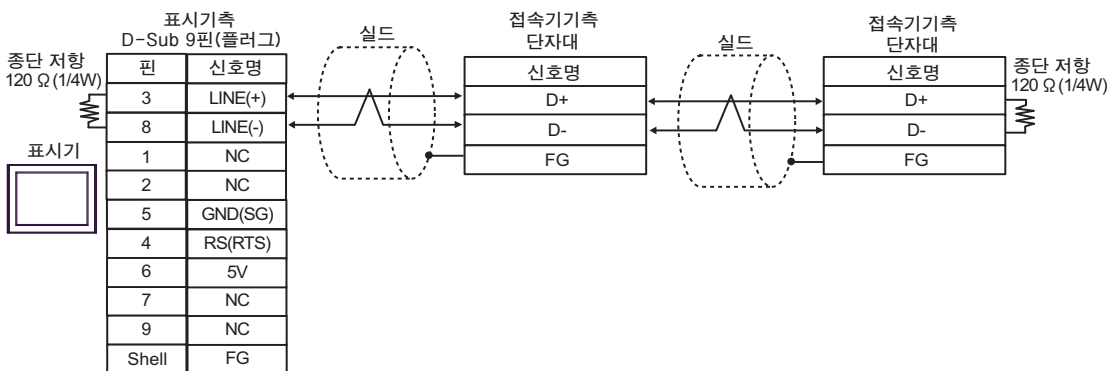 표시기측
D-Sub 9핀(플러그)
종단 저항
120 Ω(1/4W)
핀 신호명
3 LINE(+)
8 LINE(-)
1 NC
2 NC
5 GND(SG)
4 RS(RTS)
6 5V
7 NC
9 NC
Shell FG
표시기
실드
접속기기측
단자대
신호명
D+
D-
FG
실드
접속기기측
단자대
신호명
D+
D-
FG
종단 저항
120 Ω(1/4W)